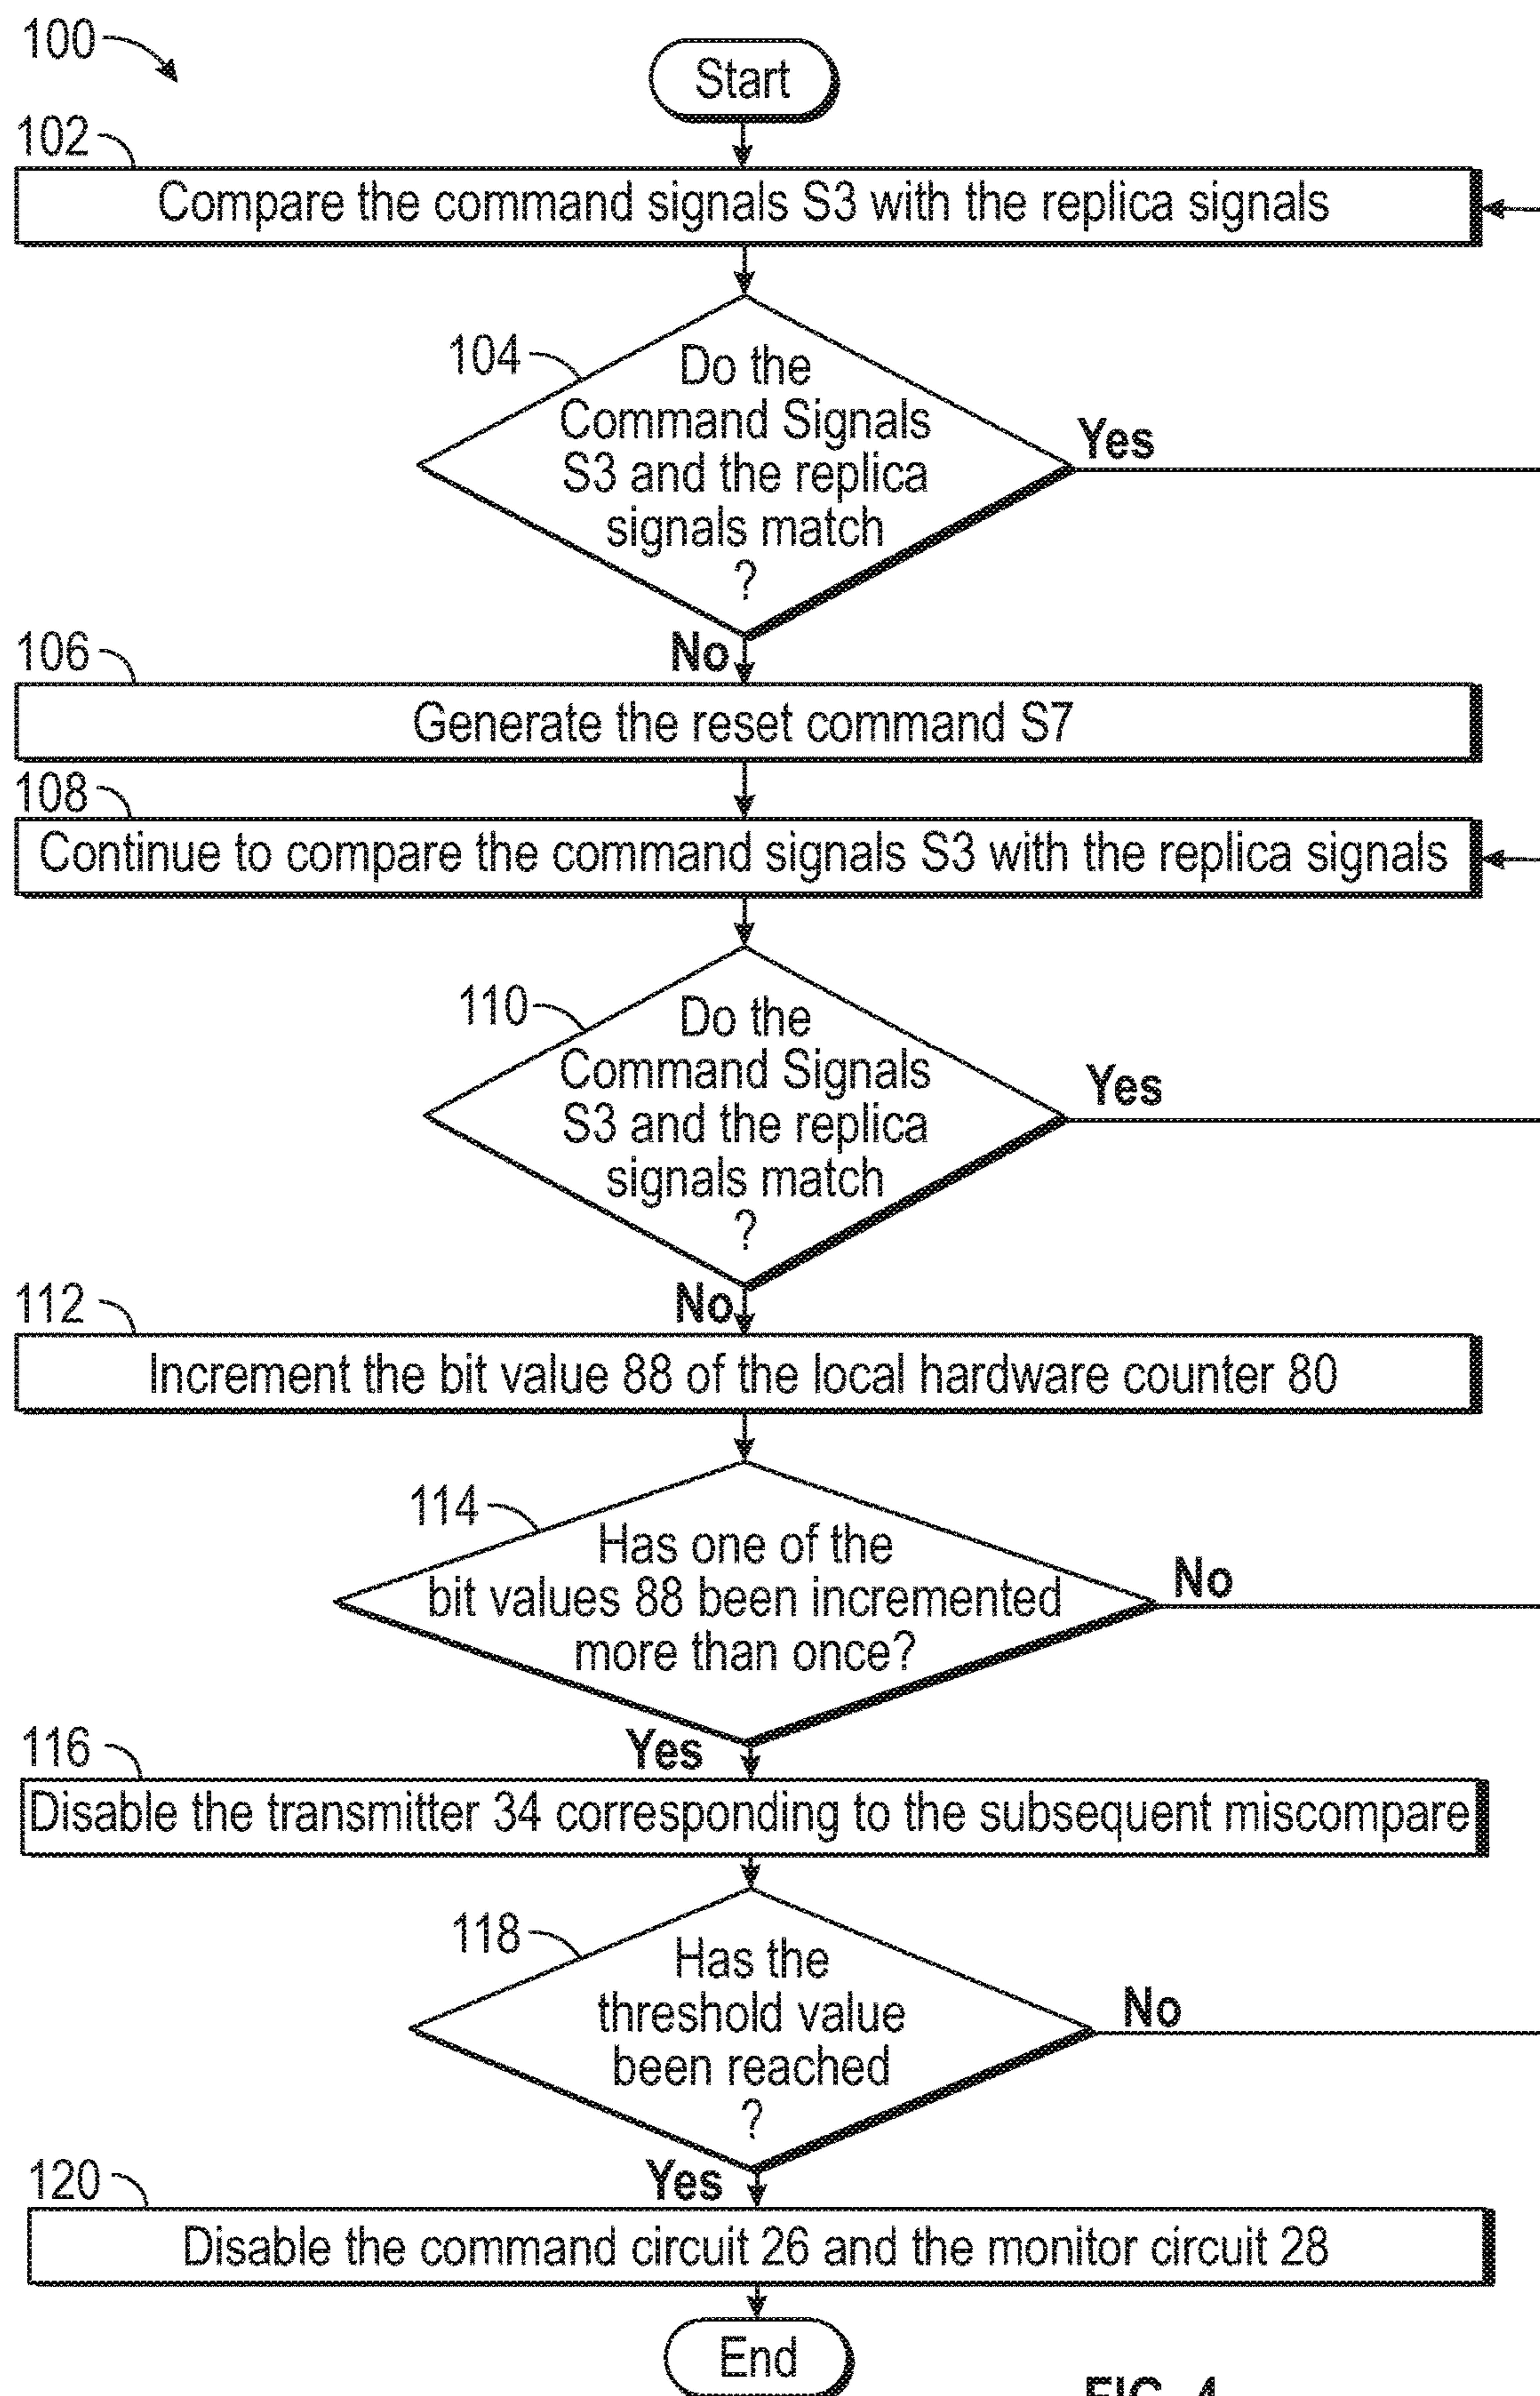 100
Start
102
Compare the command signals S3 with the replica signals
104
Do the
Command Signals
S3 and the replica
signals match
?
Yes
No
106
Generate the reset command S7
108
Continue to compare the command signals S3 with the replica signals
110
Do the
Command Signals
S3 and the replica
signals match
?
Yes
No
112
Increment the bit value 88 of the local hardware counter 80
114
Has one of the
bit values 88 been incremented
more than once?
No
Yes
116
Disable the transmitter 34 corresponding to the subsequent miscompare
118
Has the
threshold value
been reached
?
No
Yes
120
Disable the command circuit 26 and the monitor circuit 28
End
FIG. 4